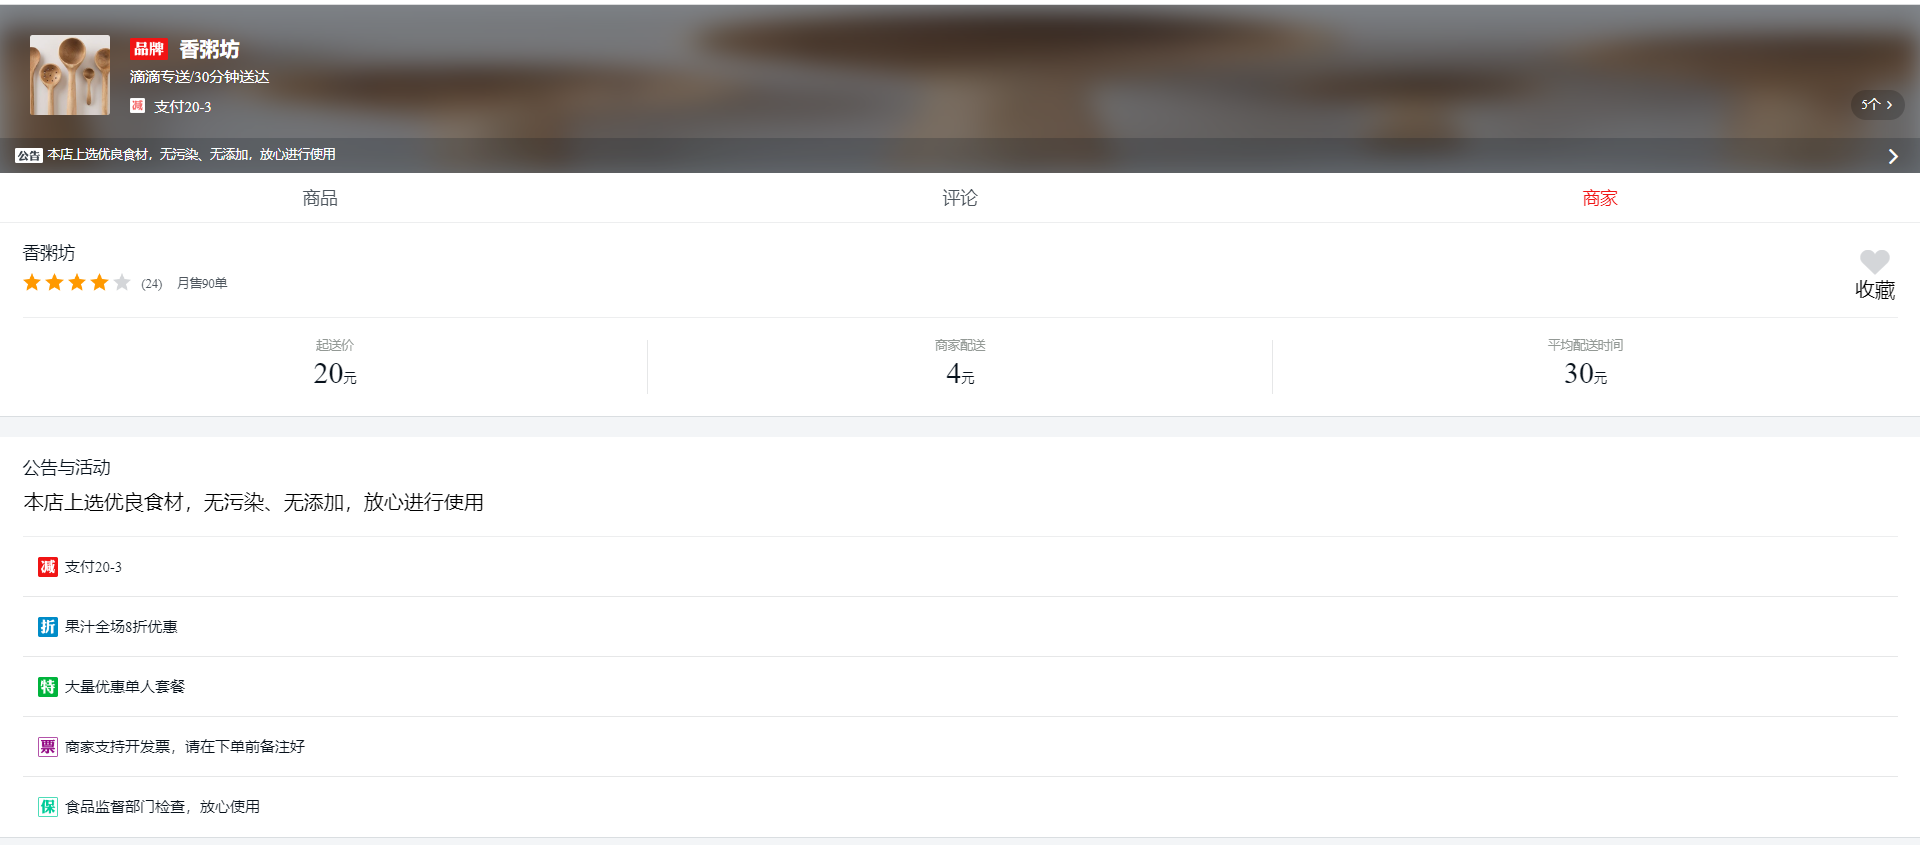 品牌 香粥坊
滴滴专送/30分钟送达
减 支付20-3
5个
公告 本店上选优良食材，无污染、无添加，放心进行使用
商品 评论 商家
香粥坊
(24) 月售90单
收藏
起送价 商家配送 平均配送时间
20元 4元 30元
公告与活动
本店上选优良食材，无污染、无添加，放心进行使用
减 支付20-3
折 果汁全场8折优惠
特 大量优惠单人套餐
票 商家支持开发票，请在下单前备注好
保 食品监督部门检查，放心使用